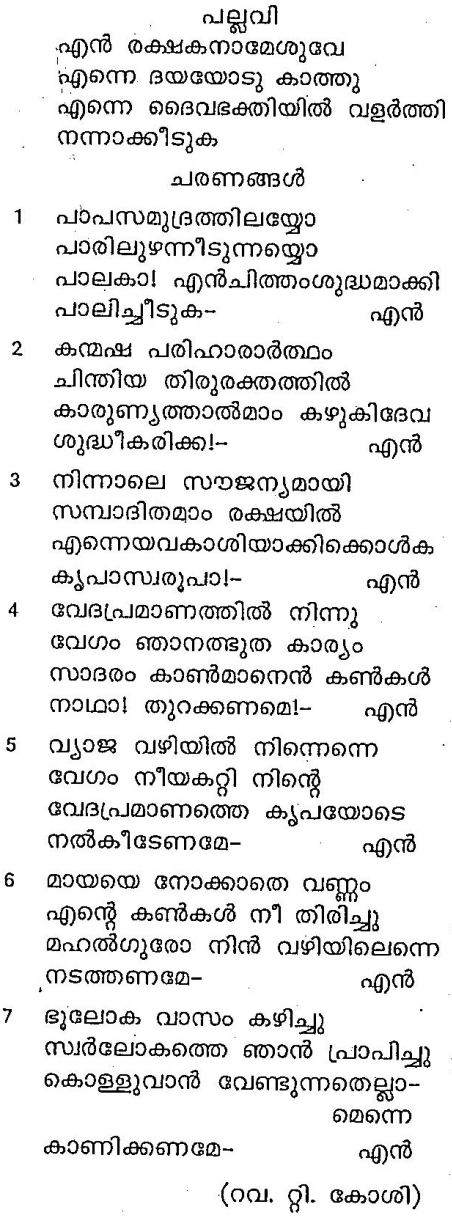 പല്ലവി
എൻ രക്ഷകനാമേശുവേ
എന്നെ ദയയോടു കാത്തു
എന്നെ ദൈവഭക്തിയിൽ വളർത്തി
നന്നാക്കീടുക
ചരണങ്ങൾ
1 പാപസമുദ്രത്തിലയ്യോ
പാരിലുഴന്നീടുന്നയ്യൊ
പാലകാ! എൻചിത്തംശുദ്ധമാക്കി
പാലിച്ചീടുക- എൻ
2 കന്മഷ പരിഹാരാർത്ഥം
ചിന്തിയ തിരുരക്തത്തിൽ
കാരുണ്യത്താൽമാം കഴുകിദേവ
ശുദ്ധീകരിക്ക!- എൻ
3 നിന്നാലെ സൗജന്യമായി
സമ്പാദിതമാം രക്ഷയിൽ
എന്നെയവകാശിയാക്കിക്കൊൾക
കൃപാസ്വരൂപാ!- എൻ
4 വേദപ്രമാണത്തിൽ നിന്നു
വേഗം ഞാനത്ഭുത കാര്യം
സാദരം കാൺമാനെൻ കൺകൾ
നാഥാ! തുറക്കണമെ!- എൻ
5 വ്യാജ വഴിയിൽ നിന്നെന്നെ
വേഗം നീയകറ്റി നിന്റെ
വേദപ്രമാണത്തെ കൃപയോടെ
നൽകീടേണമേ- എൻ
6 മായയെ നോക്കാതെ വണ്ണം
എന്റെ കൺകൾ നീ തിരിച്ചു
മഹൽഗുരോ നിൻ വഴിയിലെന്നെ
നടത്തണമേ- എൻ
7 ഭൂലോക വാസം കഴിച്ചു
സ്വർലോകത്തെ ഞാൻ പ്രാപിച്ചു
കൊള്ളുവാൻ വേണ്ടുന്നതെല്ലാ-
മെന്നെ
കാണിക്കണമേ- എൻ
(റവ. റ്റി. കോശി)